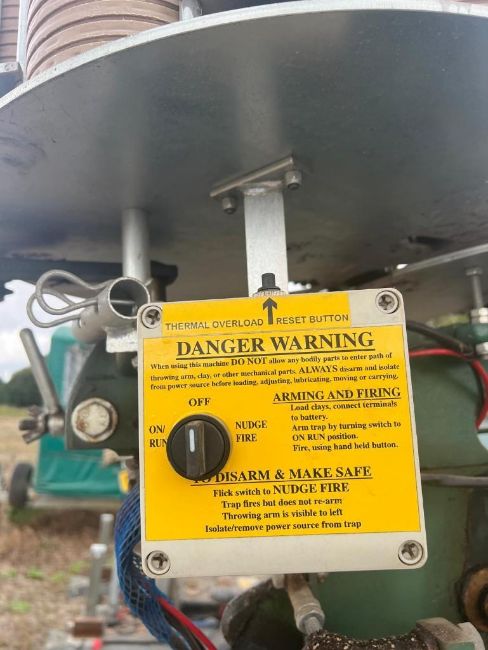 THERMAL OVERLOAD RESET BUTTON
DANGER WARNING
When using this machine DO NOT allow any bodily parts to enter path of
throwing arm, clay, or other mechanical parts. ALWAYS disarm and isolate
from power source before loading, adjusting, lubricating, moving or carrying.
OFF
ON/
RUN
NUDGE
FIRE
ARMING AND FIRING
Load clays, connect terminals
to battery.
Arm trap by turning switch to
ON RUN position.
Fire, using hand held button.
TO DISARM & MAKE SAFE
Flick switch to NUDGE FIRE
Trap fires but does not re-arm
Throwing arm is visible to left
Isolate/remove power source from trap